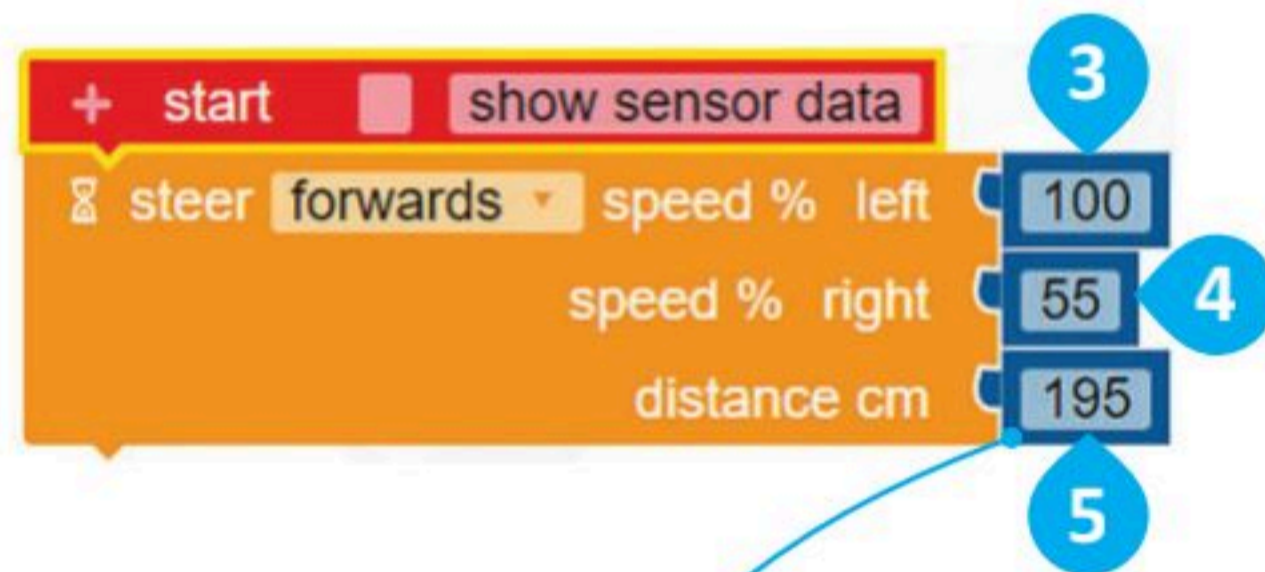 + start show sensor data
3
steer forwards speed % left 100
speed % right 55
4
distance cm 195
5